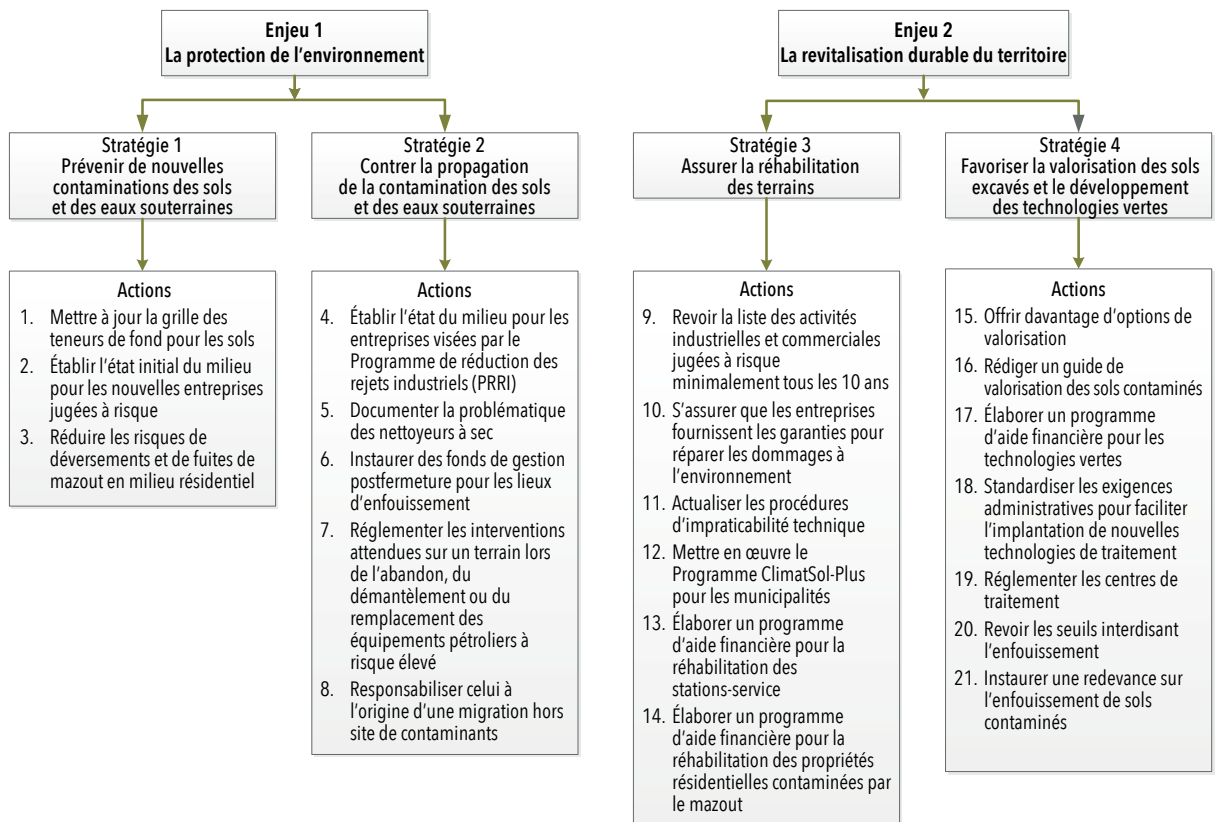 Enjeu 1
La protection de l'environnement
Enjeu 2
La revitalisation durable du territoire
Stratégie 1
Prévenir de nouvelles
contaminations des sols
et des eaux souterraines
Stratégie 2
Contrer la propagation
de la contamination des sols
et des eaux souterraines
Stratégie 3
Assurer la réhabilitation
des terrains
Stratégie 4
Favoriser la valorisation des sols
excavés et le développement
des technologies vertes
Actions
1. Mettre à jour la grille des
teneurs de fond pour les sols
2. Établir l'état initial du milieu
pour les nouvelles entreprises
jugées à risque
3. Réduire les risques de
déversements et de fuites de
mazout en milieu résidentiel
Actions
4. Établir l'état du milieu pour les
entreprises visées par le
Programme de réduction des
rejets industriels (PRRI)
5. Documenter la problématique
des nettoyeurs à sec
6. Instaurer des fonds de gestion
postfermeture pour les lieux
d'enfouissement
7. Réglementer les interventions
attendues sur un terrain lors
de l'abandon, du
démantèlement ou du
remplacement des
équipements pétroliers à
risque élevé
8. Responsabiliser celui à
l'origine d'une migration hors
site de contaminants
Actions
9. Revoir la liste des activités
industrielles et commerciales
jugées à risque
minimalement tous les 10 ans
10. S'assurer que les entreprises
fournissent les garanties pour
réparer les dommages à
l'environnement
11. Actualiser les procédures
d'impraticabilité technique
12. Mettre en œuvre le
Programme ClimatSol-Plus
pour les municipalités
13. Élaborer un programme
d'aide financière pour la
réhabilitation des
stations-service
14. Élaborer un programme
d'aide financière pour la
réhabilitation des propriétés
résidentielles contaminées par
le mazout
Actions
15. Offrir davantage d'options de
valorisation
16. Rédiger un guide de
valorisation des sols contaminés
17. Élaborer un programme
d'aide financière pour les
technologies vertes
18. Standardiser les exigences
administratives pour faciliter
l'implantation de nouvelles
technologies de traitement
19. Réglementer les centres de
traitement
20. Revoir les seuils interdisant
l'enfouissement
21. Instaurer une redevance sur
l'enfouissement de sols
contaminés